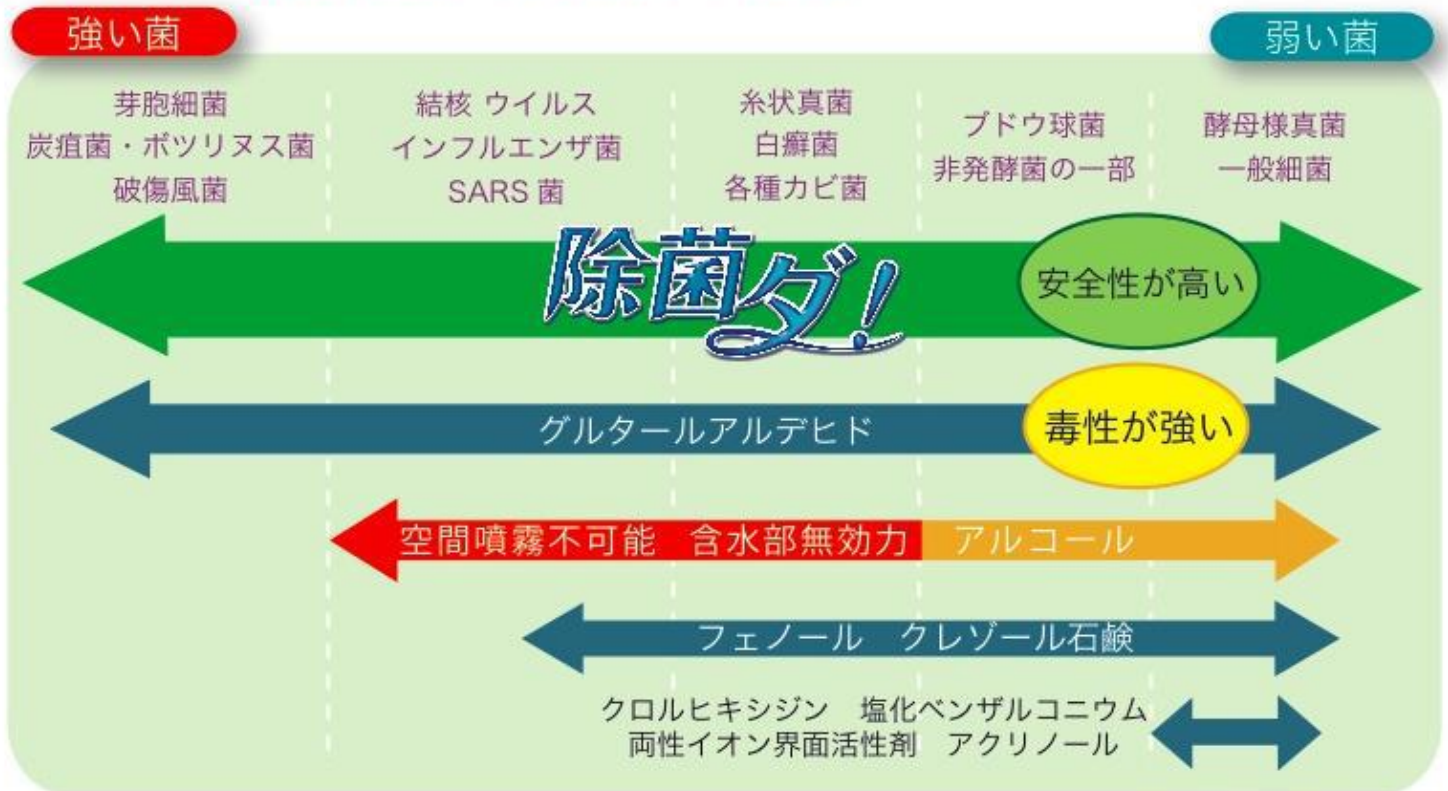 強い菌
弱い菌
芽胞細菌
炭疽菌・ボツリヌス菌
破傷風菌
結核 ウイルス
インフルエンザ菌
SARS 菌
糸状真菌
白癬菌
各種カビ菌
ブドウ球菌
非発酵菌の一部
酵母様真菌
一般細菌
除菌ダ!
安全性が高い
グルタールアルデヒド
毒性が強い
空間噴霧不可能 含水部無効力 アルコール
フェノール クレゾール石鹸
クロルヒキシジン 塩化ベンザルコニウム
両性イオン界面活性剤 アクリノール